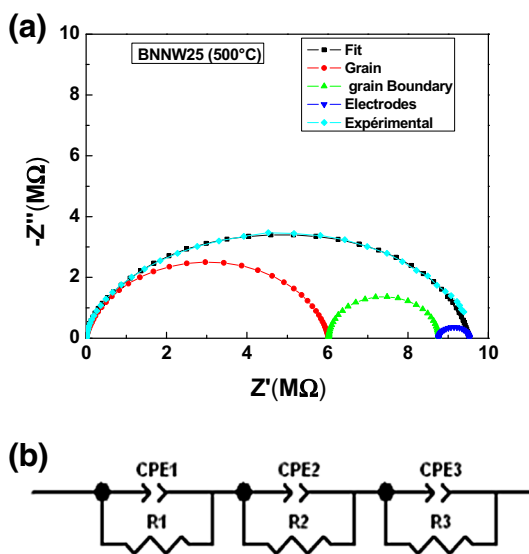 (a)
BNNW25 (500°C)
Fit
Grain
grain Boundary
Electrodes
Expérimental
-Z''(MΩ)
10
8
6
4
2
0
0 2 4 6 8 10
Z'(MΩ)
(b)
CPE1 CPE2 CPE3
R1 R2 R3